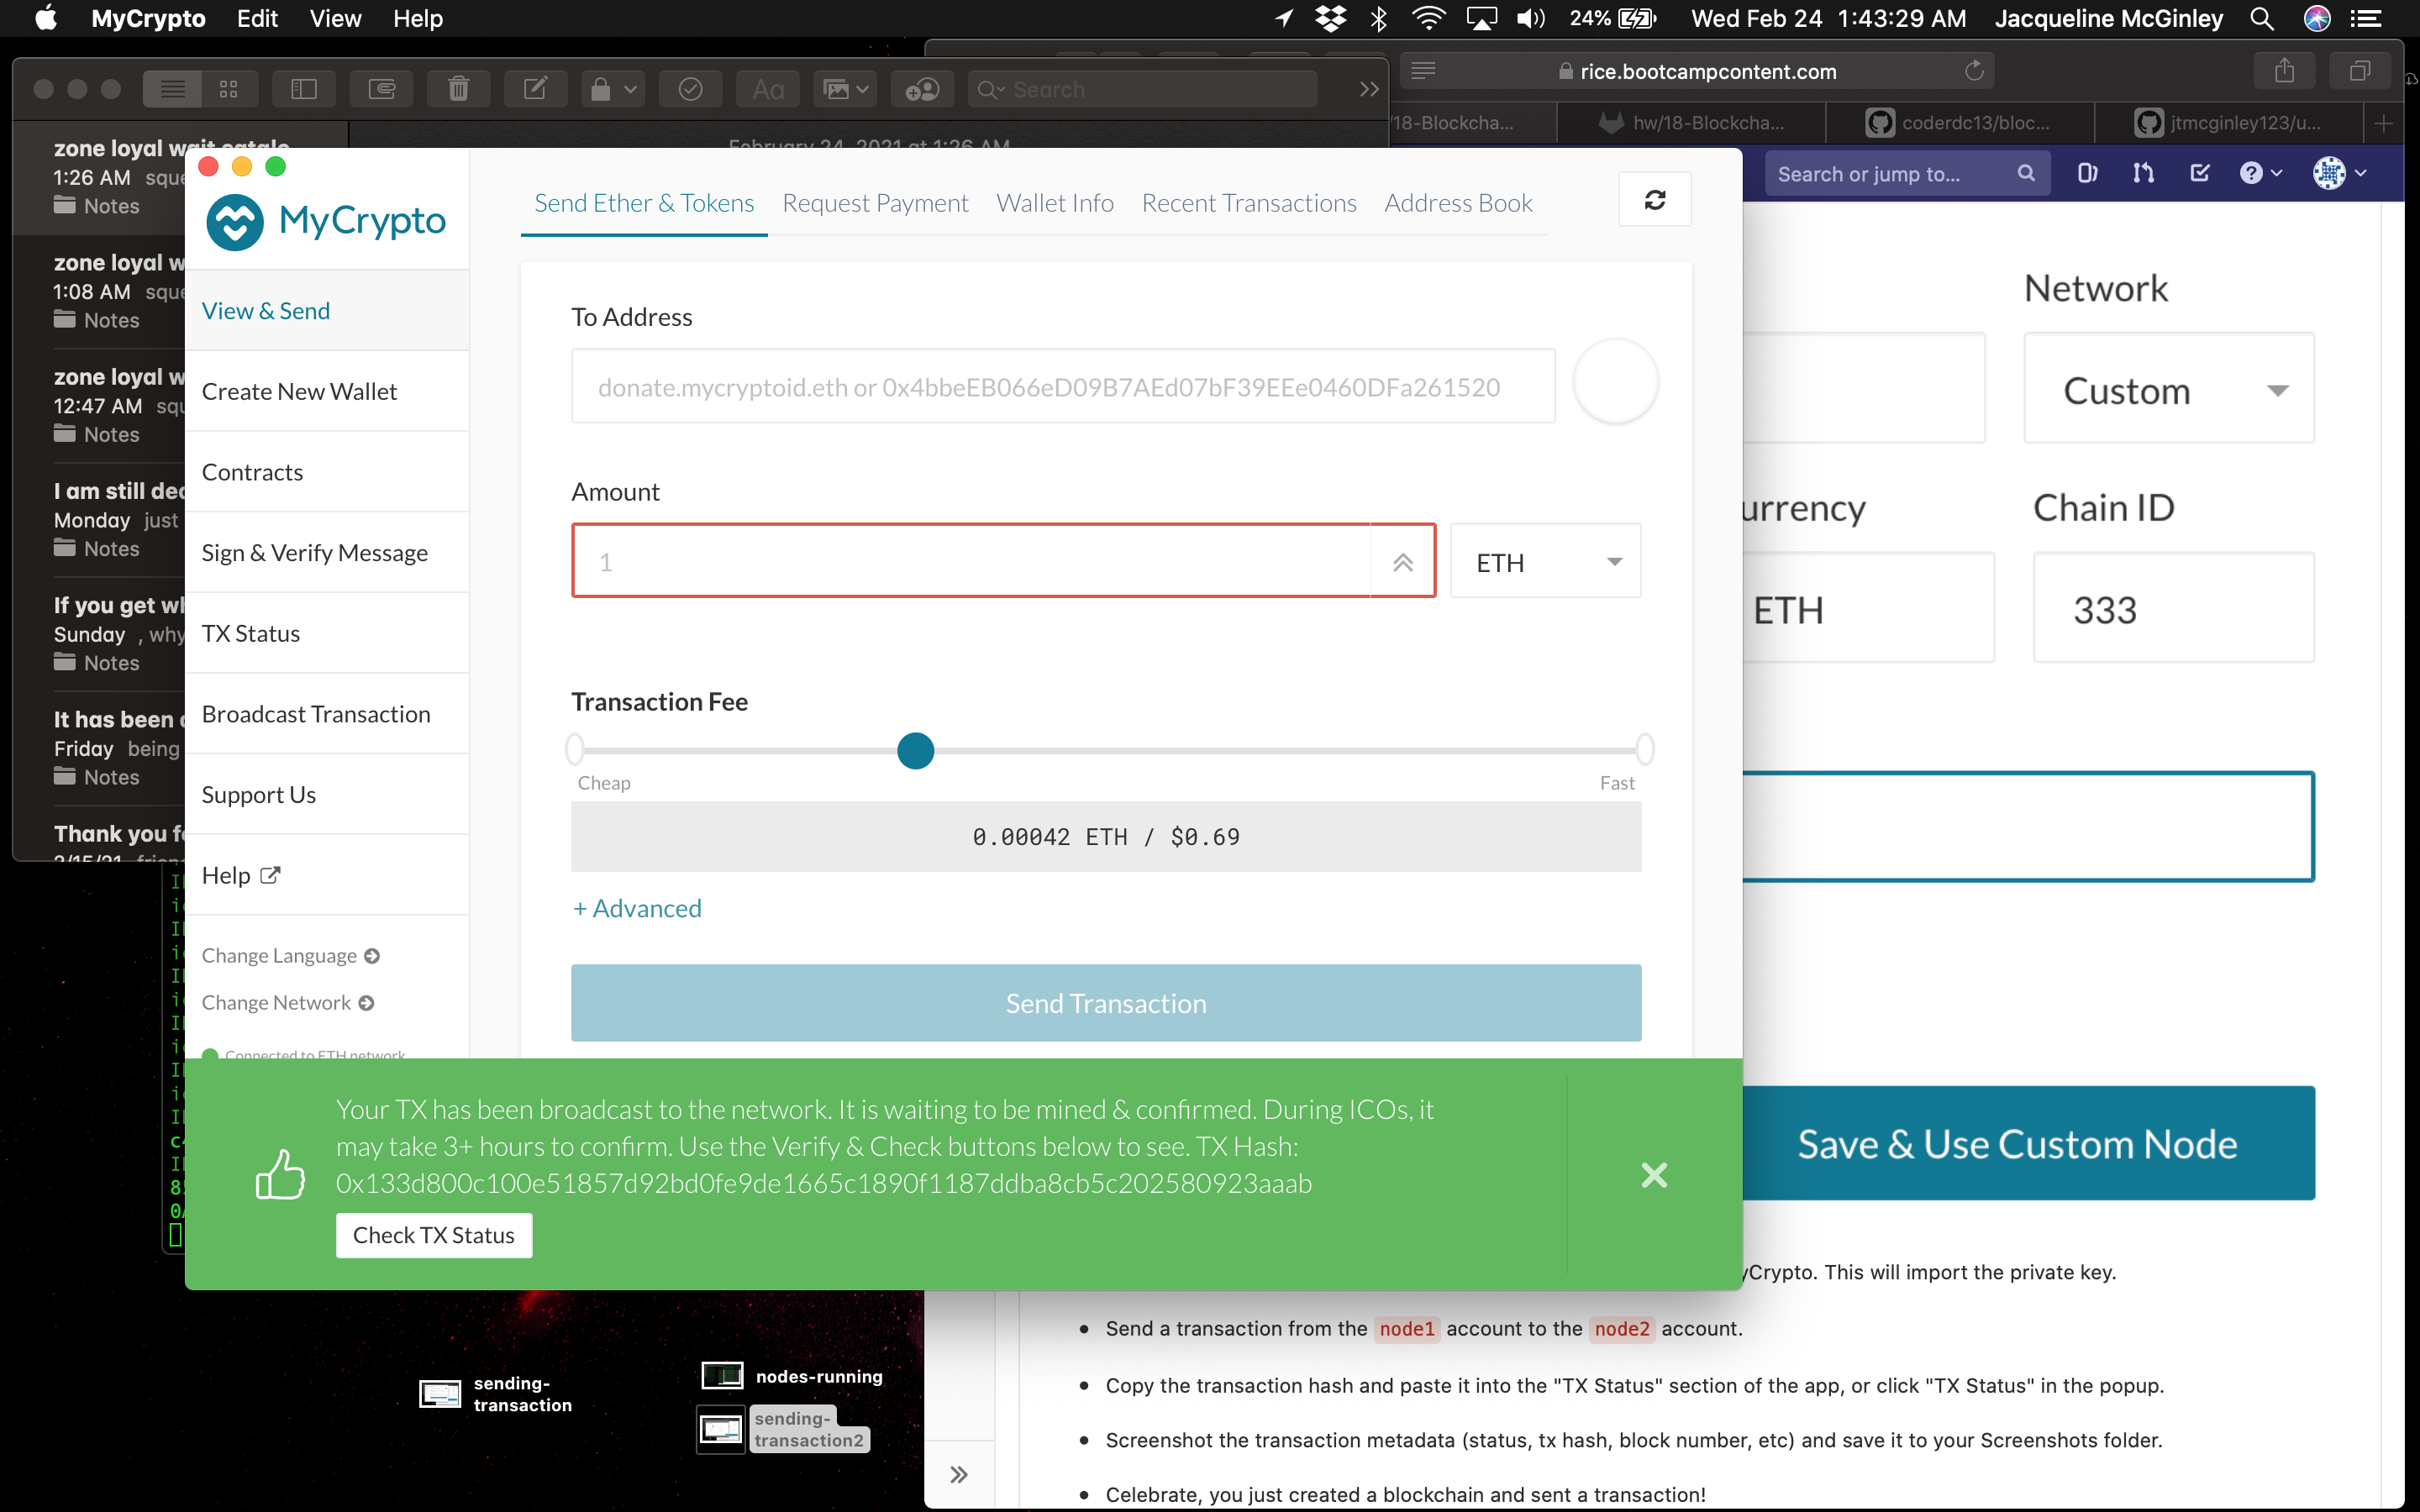 MyCrypto Edit View Help
24% Wed Feb 24 1:43:29 AM Jacqueline McGinley
Aa
Search
rice.bootcampcontent.com
/18-Blockcha...
hw/18-Blockcha...
coderdc13/bloc...
jtmcginley123/u...
February 24, 2021 at 1:26 AM
zone loyal wait
1:26 AM sque
Notes
zone loyal w
1:08 AM sque
Notes
zone loyal w
12:47 AM squ
Notes
I am still dec
Monday just
Notes
If you get wh
Sunday , why
Notes
It has been
Friday being
Notes
Thank you f
2/15/21
MyCrypto
View & Send
Create New Wallet
Contracts
Sign & Verify Message
TX Status
Broadcast Transaction
Support Us
Help
Change Language
Change Network
Connected to ETH network
Send Ether & Tokens
Request Payment
Wallet Info
Recent Transactions
Address Book
To Address
donate.mycryptoid.eth or 0x4bbeEB066eD09B7AEd07bF39EEe0460DFa261520
Amount
1
ETH
Transaction Fee
Cheap
Fast
0.00042 ETH / $0.69
+ Advanced
Send Transaction
Your TX has been broadcast to the network. It is waiting to be mined & confirmed. During ICOs, it
may take 3+ hours to confirm. Use the Verify & Check buttons below to see. TX Hash:
0x133d800c100e51857d92bd0fe9de1665c1890f1187ddba8cb5c202580923aaab
Check TX Status
Search or jump to...
Network
Custom
urrency
Chain ID
ETH
333
Save & Use Custom Node
yCrypto. This will import the private key.
Send a transaction from the node1 account to the node2 account.
Copy the transaction hash and paste it into the "TX Status" section of the app, or click "TX Status" in the popup.
Screenshot the transaction metadata (status, tx hash, block number, etc) and save it to your Screenshots folder.
Celebrate, you just created a blockchain and sent a transaction!
sending-
transaction
nodes-running
sending-
transaction2